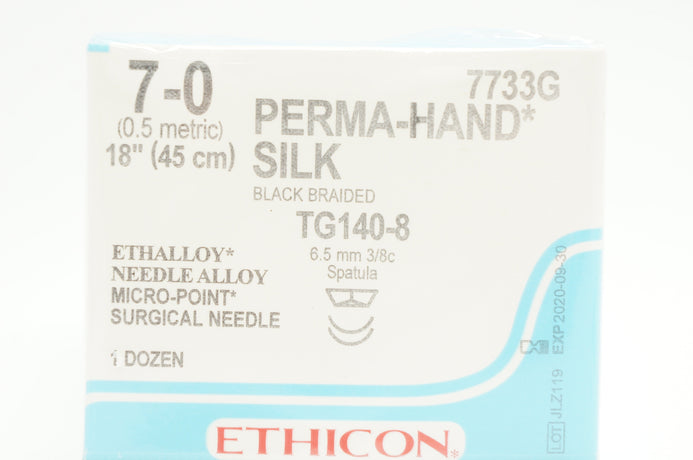 7-0
(0.5 metric)
18" (45 cm)
7733G
PERMA-HAND*
SILK
BLACK BRAIDED
TG140-8
6.5 mm 3/8c
Spatula
ETHALLOY*
NEEDLE ALLOY
MICRO-POINT*
SURGICAL NEEDLE
1 DOZEN
ETHICON*
LOT JLZ119 EXP 2020-09-30